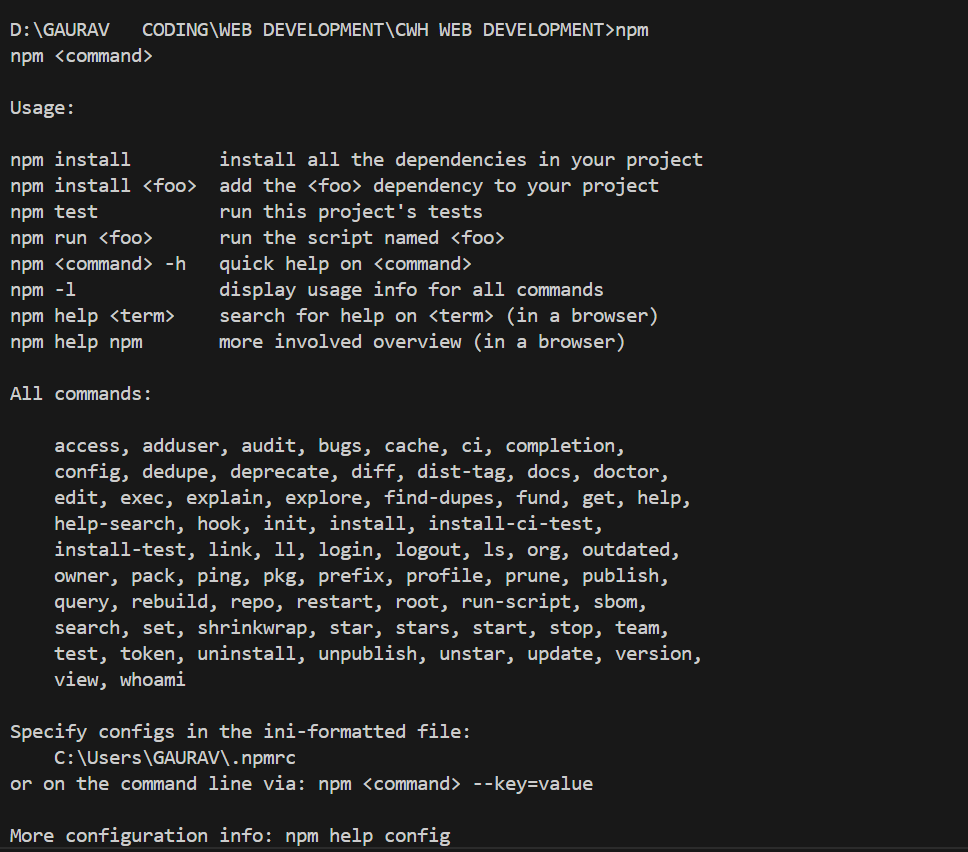 D:\GAURAV   CODING\WEB DEVELOPMENT\CWH WEB DEVELOPMENT>npm
npm <command>

Usage:

npm install        install all the dependencies in your project
npm install <foo>  add the <foo> dependency to your project
npm test           run this project's tests
npm run <foo>      run the script named <foo>
npm <command> -h   quick help on <command>
npm -l             display usage info for all commands
npm help <term>    search for help on <term> (in a browser)
npm help npm       more involved overview (in a browser)

All commands:

    access, adduser, audit, bugs, cache, ci, completion,
    config, dedupe, deprecate, diff, dist-tag, docs, doctor,
    edit, exec, explain, explore, find-dupes, fund, get, help,
    help-search, hook, init, install, install-ci-test,
    install-test, link, ll, login, logout, ls, org, outdated,
    owner, pack, ping, pkg, prefix, profile, prune, publish,
    query, rebuild, repo, restart, root, run-script, sbom,
    search, set, shrinkwrap, star, stars, start, stop, team,
    test, token, uninstall, unpublish, unstar, update, version,
    view, whoami

Specify configs in the ini-formatted file:
    C:\Users\GAURAV\.npmrc
or on the command line via: npm <command> --key=value

More configuration info: npm help config